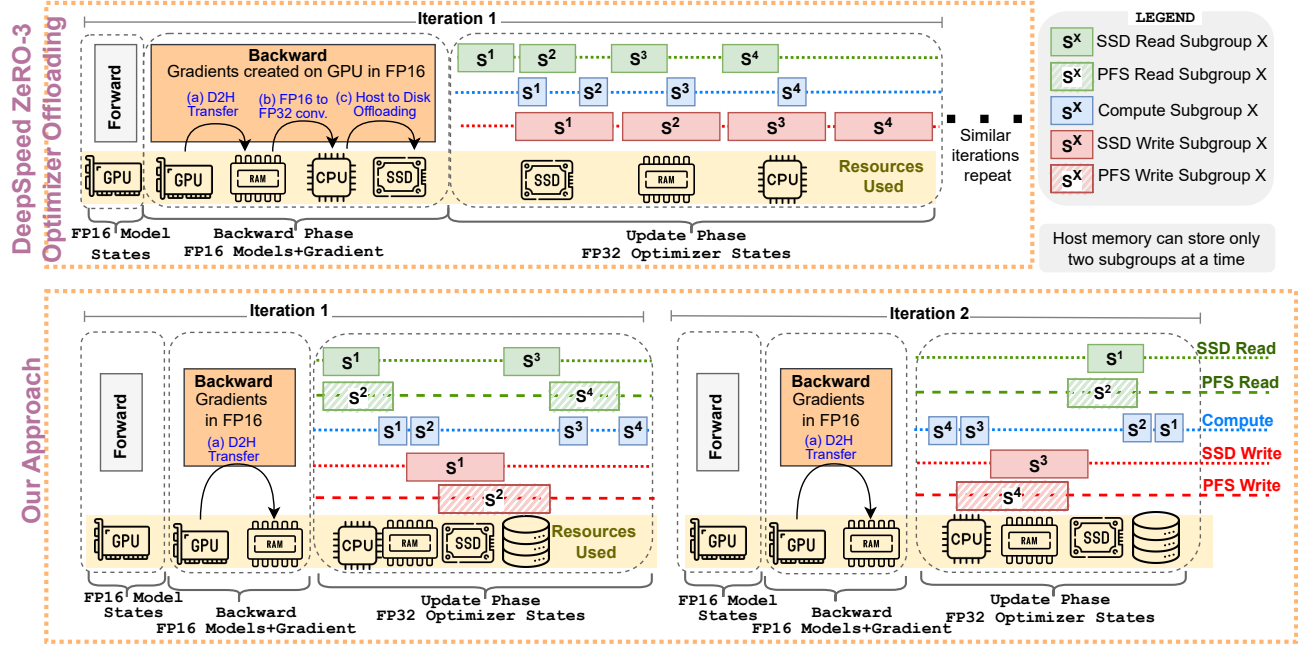 DeepSpeed ZeRO-3
Optimizer Offloading
Iteration 1
Forward
Backward
Gradients created on GPU in FP16
(a) D2H
Transfer
(b) FP16 to
FP32 conv.
(c) Host to Disk
Offloading
GPU
GPU
RAM
CPU
SSD
S1 S2 S3 S4
S1 S2 S3 S4
S1 S2 S3 S4
SSD
RAM
CPU
Resources
Used
Similar
iterations
repeat
FP16 Model
States
Backward Phase
FP16 Models+Gradient
Update Phase
FP32 Optimizer States
LEGEND
SX SSD Read Subgroup X
SX PFS Read Subgroup X
SX Compute Subgroup X
SX SSD Write Subgroup X
SX PFS Write Subgroup X
Host memory can store only
two subgroups at a time
Our Approach
Iteration 1
Forward
Backward
Gradients
in FP16
(a) D2H
Transfer
GPU
GPU
RAM
S1 S3
S2 S4
S1 S2 S3 S4
S1
S2
CPU
RAM
SSD
Resources
Used
FP16 Model
States
Backward
FP16 Models+Gradient
Update Phase
FP32 Optimizer States
Iteration 2
Forward
Backward
Gradients
in FP16
(a) D2H
Transfer
GPU
GPU
RAM
S1
SSD Read
S2
PFS Read
S4 S3 S2 S1
Compute
S3
SSD Write
S4
PFS Write
CPU
RAM
SSD
FP16 Model
States
Backward
FP16 Models+Gradient
Update Phase
FP32 Optimizer States